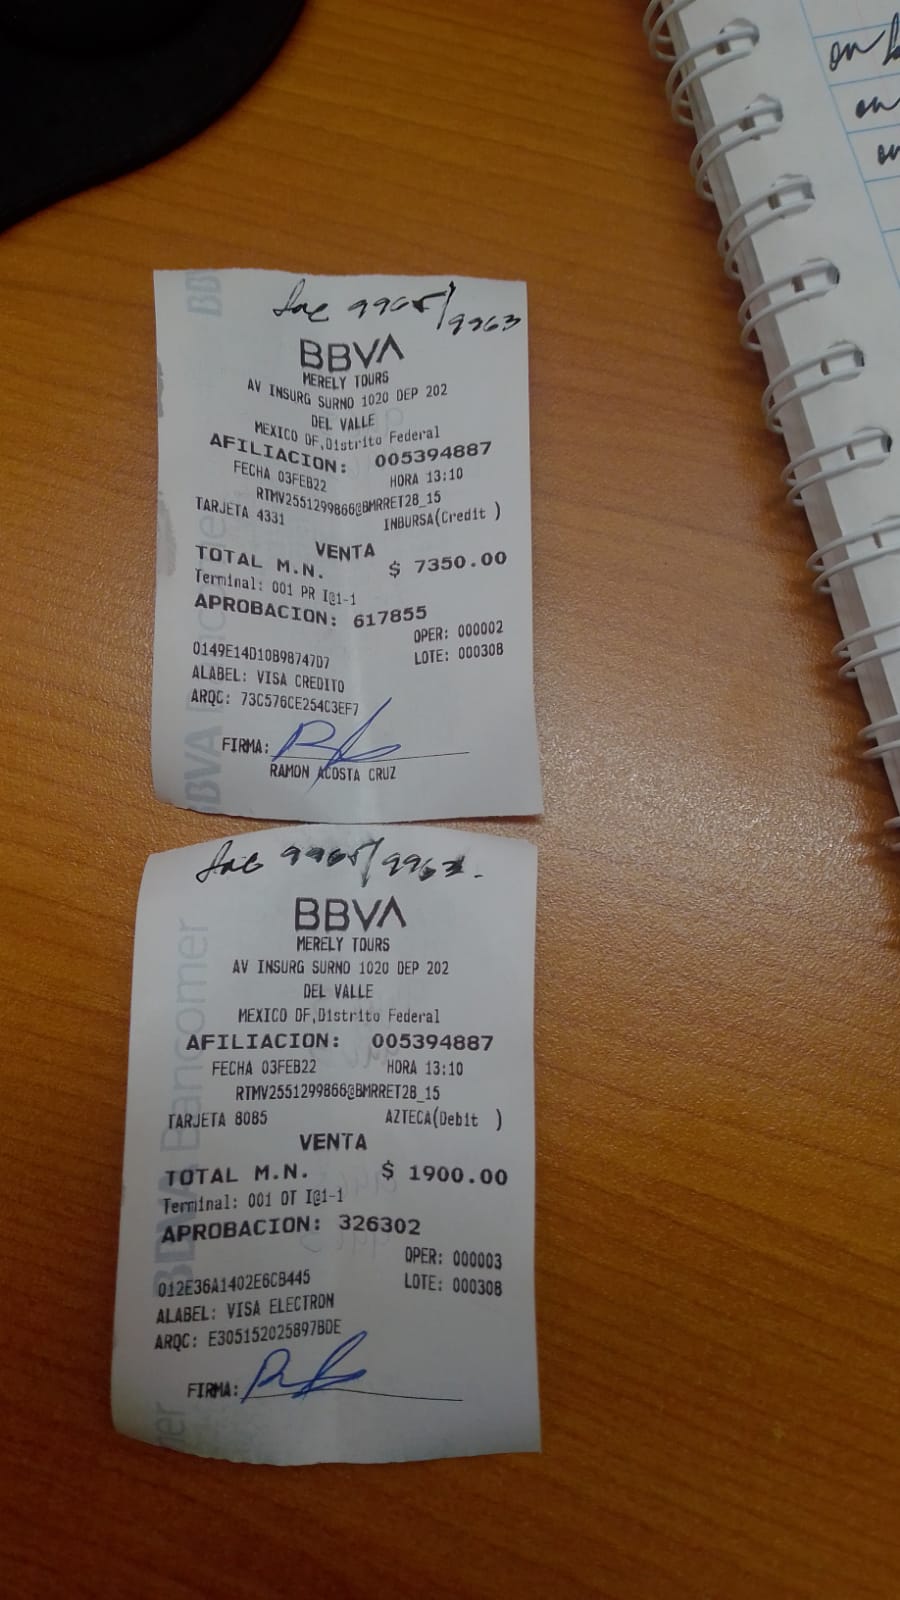 9965/
9963
BBVA
MERELY TOURS
AV INSURG SURNO 1020 DEP 202
DEL VALLE
MEXICO DF,Distrito Federal
AFILIACION: 005394887
FECHA 03FEB22 HORA 13:10
RTMV2551299866@BMRRET28_15
TARJETA 4331 INBURSA(Credit )
VENTA
TOTAL M.N. $ 7350.00
Terminal: 001 PR I@1-1
APROBACION: 617855
OPER: 000002
0149E14D10B98747D7 LOTE: 000308
ALABEL: VISA CREDITO
ARQC: 73C576CE254C3EF7
FIRMA:
RAMON ACOSTA CRUZ
BBVA
9965/9963.
BBVA
MERELY TOURS
AV INSURG SURNO 1020 DEP 202
DEL VALLE
MEXICO DF,Distrito Federal
AFILIACION: 005394887
FECHA 03FEB22 HORA 13:10
RTMV2551299866@BMRRET28_15
TARJETA 8085 AZTECA(Debit )
VENTA
TOTAL M.N. $ 1900.00
Terminal: 001 OT I@1-1
APROBACION: 326302
OPER: 000003
012E36A1402E6CB445 LOTE: 000308
ALABEL: VISA ELECTRON
ARQC: E305152025897BDE
FIRMA:
BBVA Bancomer